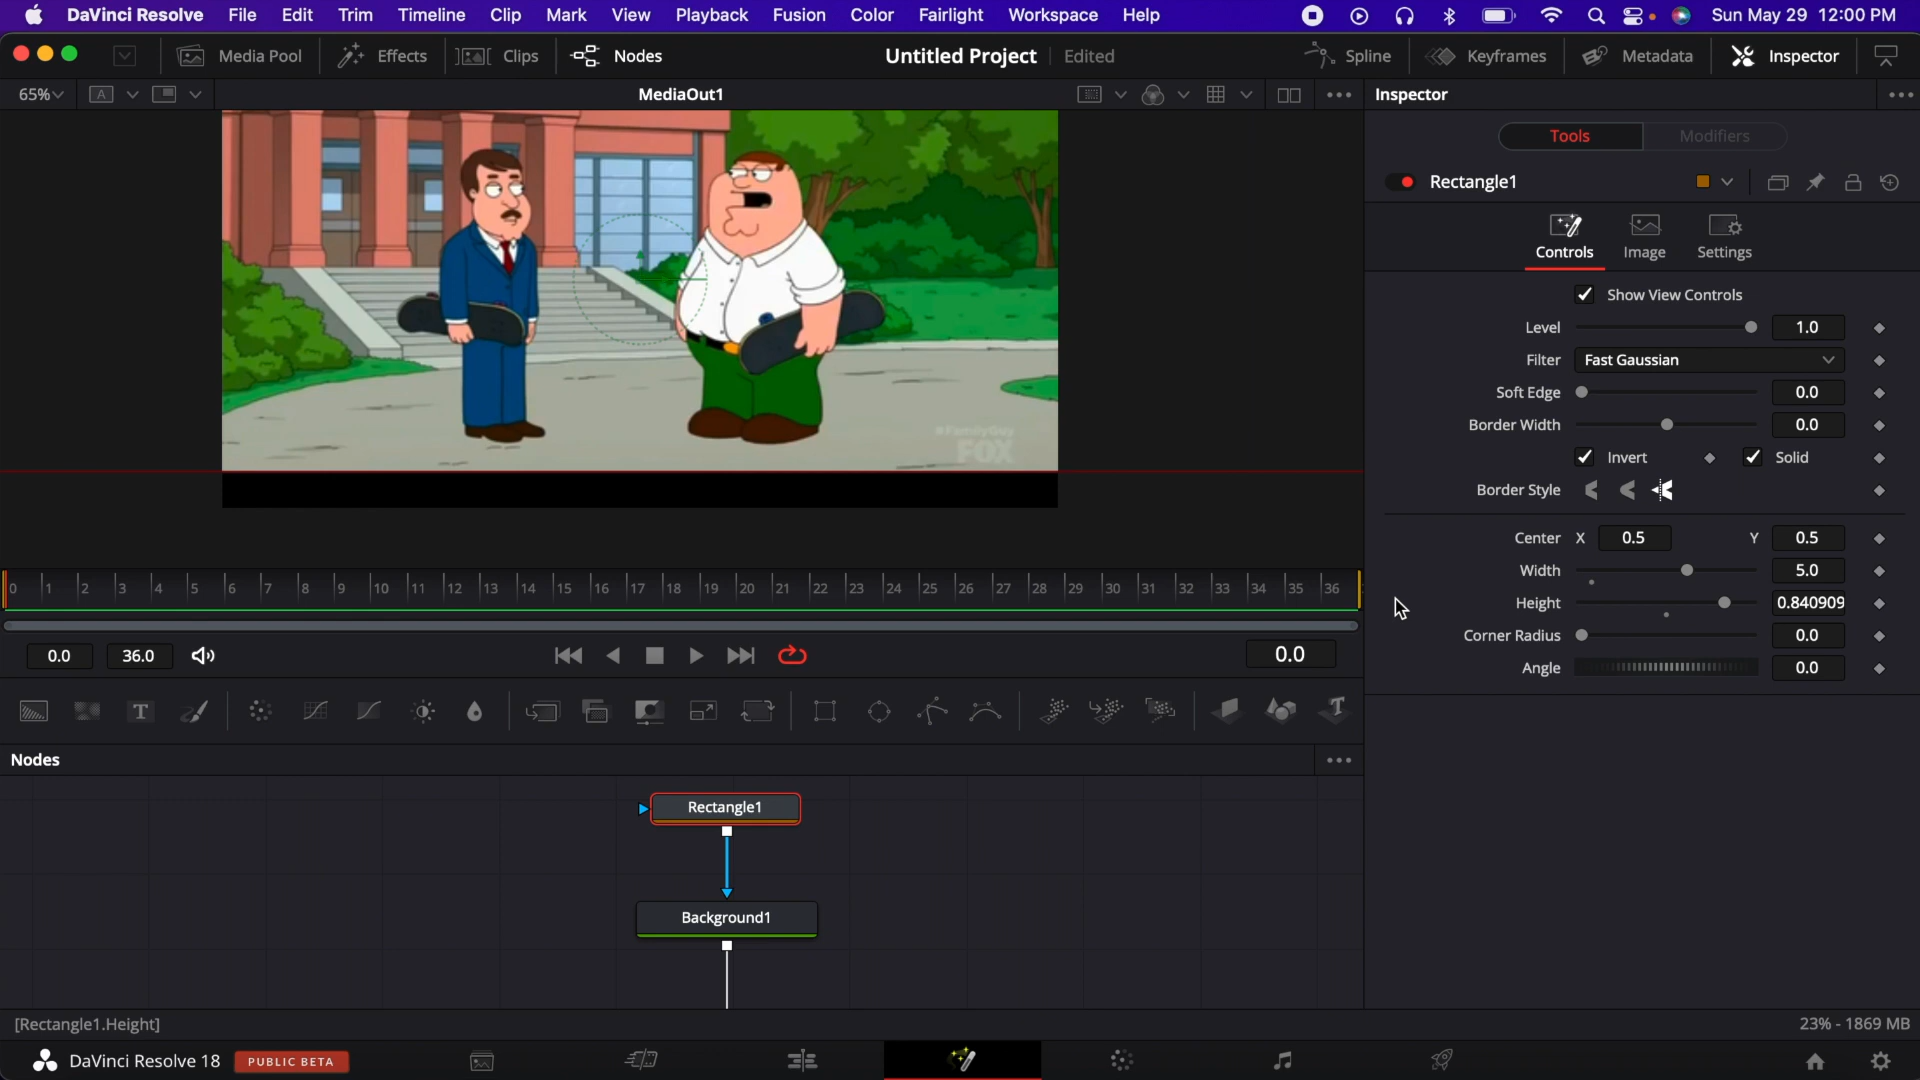 DaVinci Resolve File Edit Trim Timeline Clip Mark View Playback Fusion Color Fairlight Workspace Help Sun May 29 12:00 PM
Media Pool Effects Clips Nodes Untitled Project Edited Spline Keyframes Metadata Inspector
65% A MediaOut1 Inspector
Tools Modifiers
Rectangle1
Controls Image Settings
Show View Controls
Level 1.0
Filter Fast Gaussian
Soft Edge 0.0
Border Width 0.0
Invert Solid
Border Style
Center X 0.5 Y 0.5
Width 5.0
Height 0.840909
Corner Radius 0.0
Angle 0.0
#FamilyGuy
FOX
0 1 2 3 4 5 6 7 8 9 10 11 12 13 14 15 16 17 18 19 20 21 22 23 24 25 26 27 28 29 30 31 32 33 34 35 36
0.0 36.0 0.0
T T
Nodes
Rectangle1
Background1
[Rectangle1.Height] 23% - 1869 MB
DaVinci Resolve 18 PUBLIC BETA